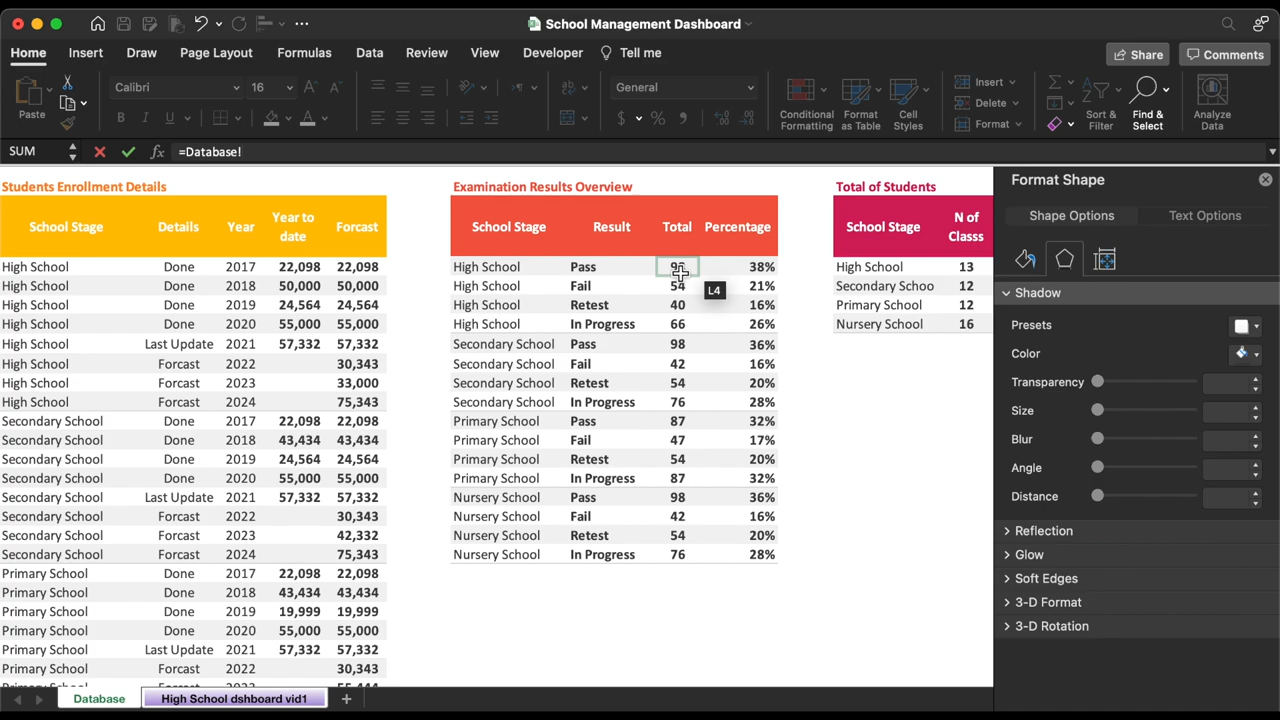 School Management Dashboard
Home Insert Draw Page Layout Formulas Data Review View Developer Tell me Share Comments
Paste Calibri 16 General Conditional Formatting Format as Table Cell Styles Insert Delete Format Sort & Filter Find & Select Analyze Data
SUM fx =Database!
Students Enrollment Details
School Stage Details Year Year to date Forcast
High School Done 2017 22,098 22,098
High School Done 2018 50,000 50,000
High School Done 2019 24,564 24,564
High School Done 2020 55,000 55,000
High School Last Update 2021 57,332 57,332
High School Forcast 2022 30,343
High School Forcast 2023 33,000
High School Forcast 2024 75,343
Secondary School Done 2017 22,098 22,098
Secondary School Done 2018 43,434 43,434
Secondary School Done 2019 24,564 24,564
Secondary School Done 2020 55,000 55,000
Secondary School Last Update 2021 57,332 57,332
Secondary School Forcast 2022 30,343
Secondary School Forcast 2023 42,332
Secondary School Forcast 2024 75,343
Primary School Done 2017 22,098 22,098
Primary School Done 2018 43,434 43,434
Primary School Done 2019 19,999 19,999
Primary School Done 2020 55,000 55,000
Primary School Last Update 2021 57,332 57,332
Primary School Forcast 2022 30,343
Examination Results Overview
School Stage Result Total Percentage
High School Pass 38%
High School Fail 54 21%
L4
High School Retest 40 16%
High School In Progress 66 26%
Secondary School Pass 98 36%
Secondary School Fail 42 16%
Secondary School Retest 54 20%
Secondary School In Progress 76 28%
Primary School Pass 87 32%
Primary School Fail 47 17%
Primary School Retest 54 20%
Primary School In Progress 87 32%
Nursery School Pass 98 36%
Nursery School Fail 42 16%
Nursery School Retest 54 20%
Nursery School In Progress 76 28%
Total of Students
School Stage N of Classs
High School 13
Secondary Schoo 12
Primary School 12
Nursery School 16
Format Shape
Shape Options Text Options
Shadow
Presets
Color
Transparency
Size
Blur
Angle
Distance
Reflection
Glow
Soft Edges
3-D Format
3-D Rotation
Database High School dshboard vid1